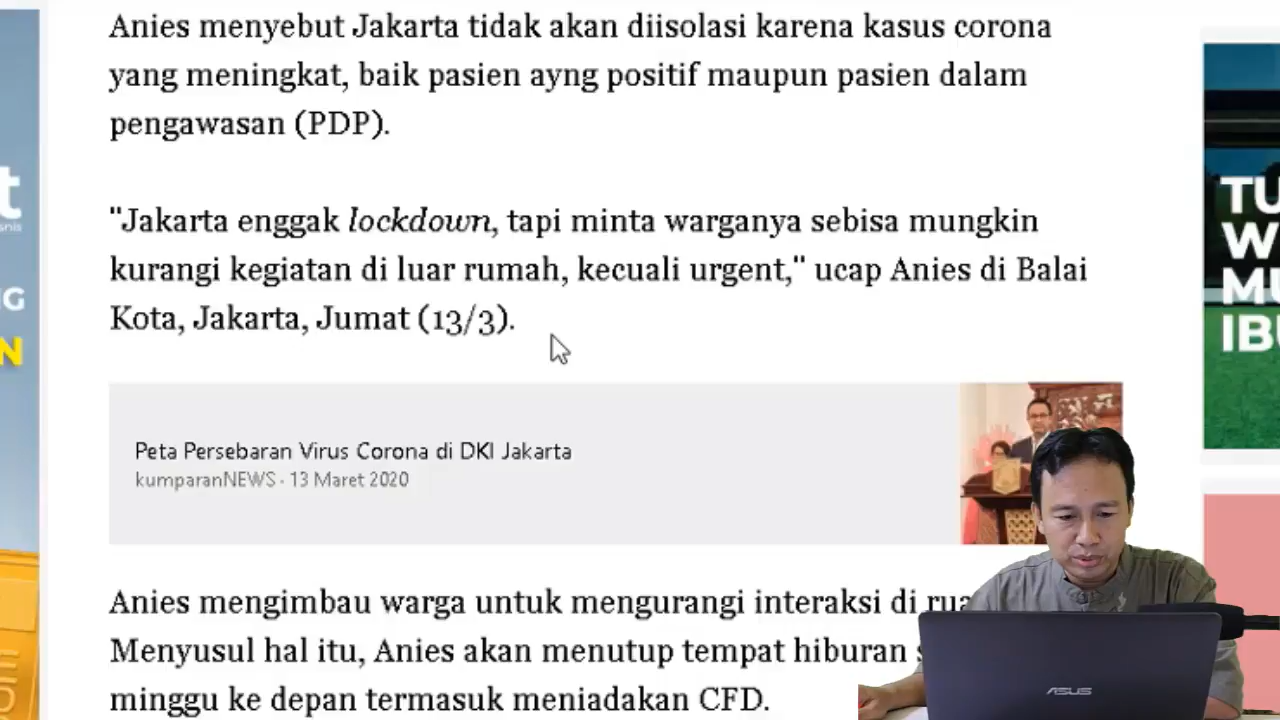 Anies menyebut Jakarta tidak akan diisolasi karena kasus corona
yang meningkat, baik pasien ayng positif maupun pasien dalam
pengawasan (PDP).
"Jakarta enggak lockdown, tapi minta warganya sebisa mungkin
kurangi kegiatan di luar rumah, kecuali urgent," ucap Anies di Balai
Kota, Jakarta, Jumat (13/3).
Peta Persebaran Virus Corona di DKI Jakarta
kumparanNEWS · 13 Maret 2020
Anies mengimbau warga untuk mengurangi interaksi di
Menyusul hal itu, Anies akan menutup tempat hiburan
minggu ke depan termasuk meniadakan CFD.
ASUS